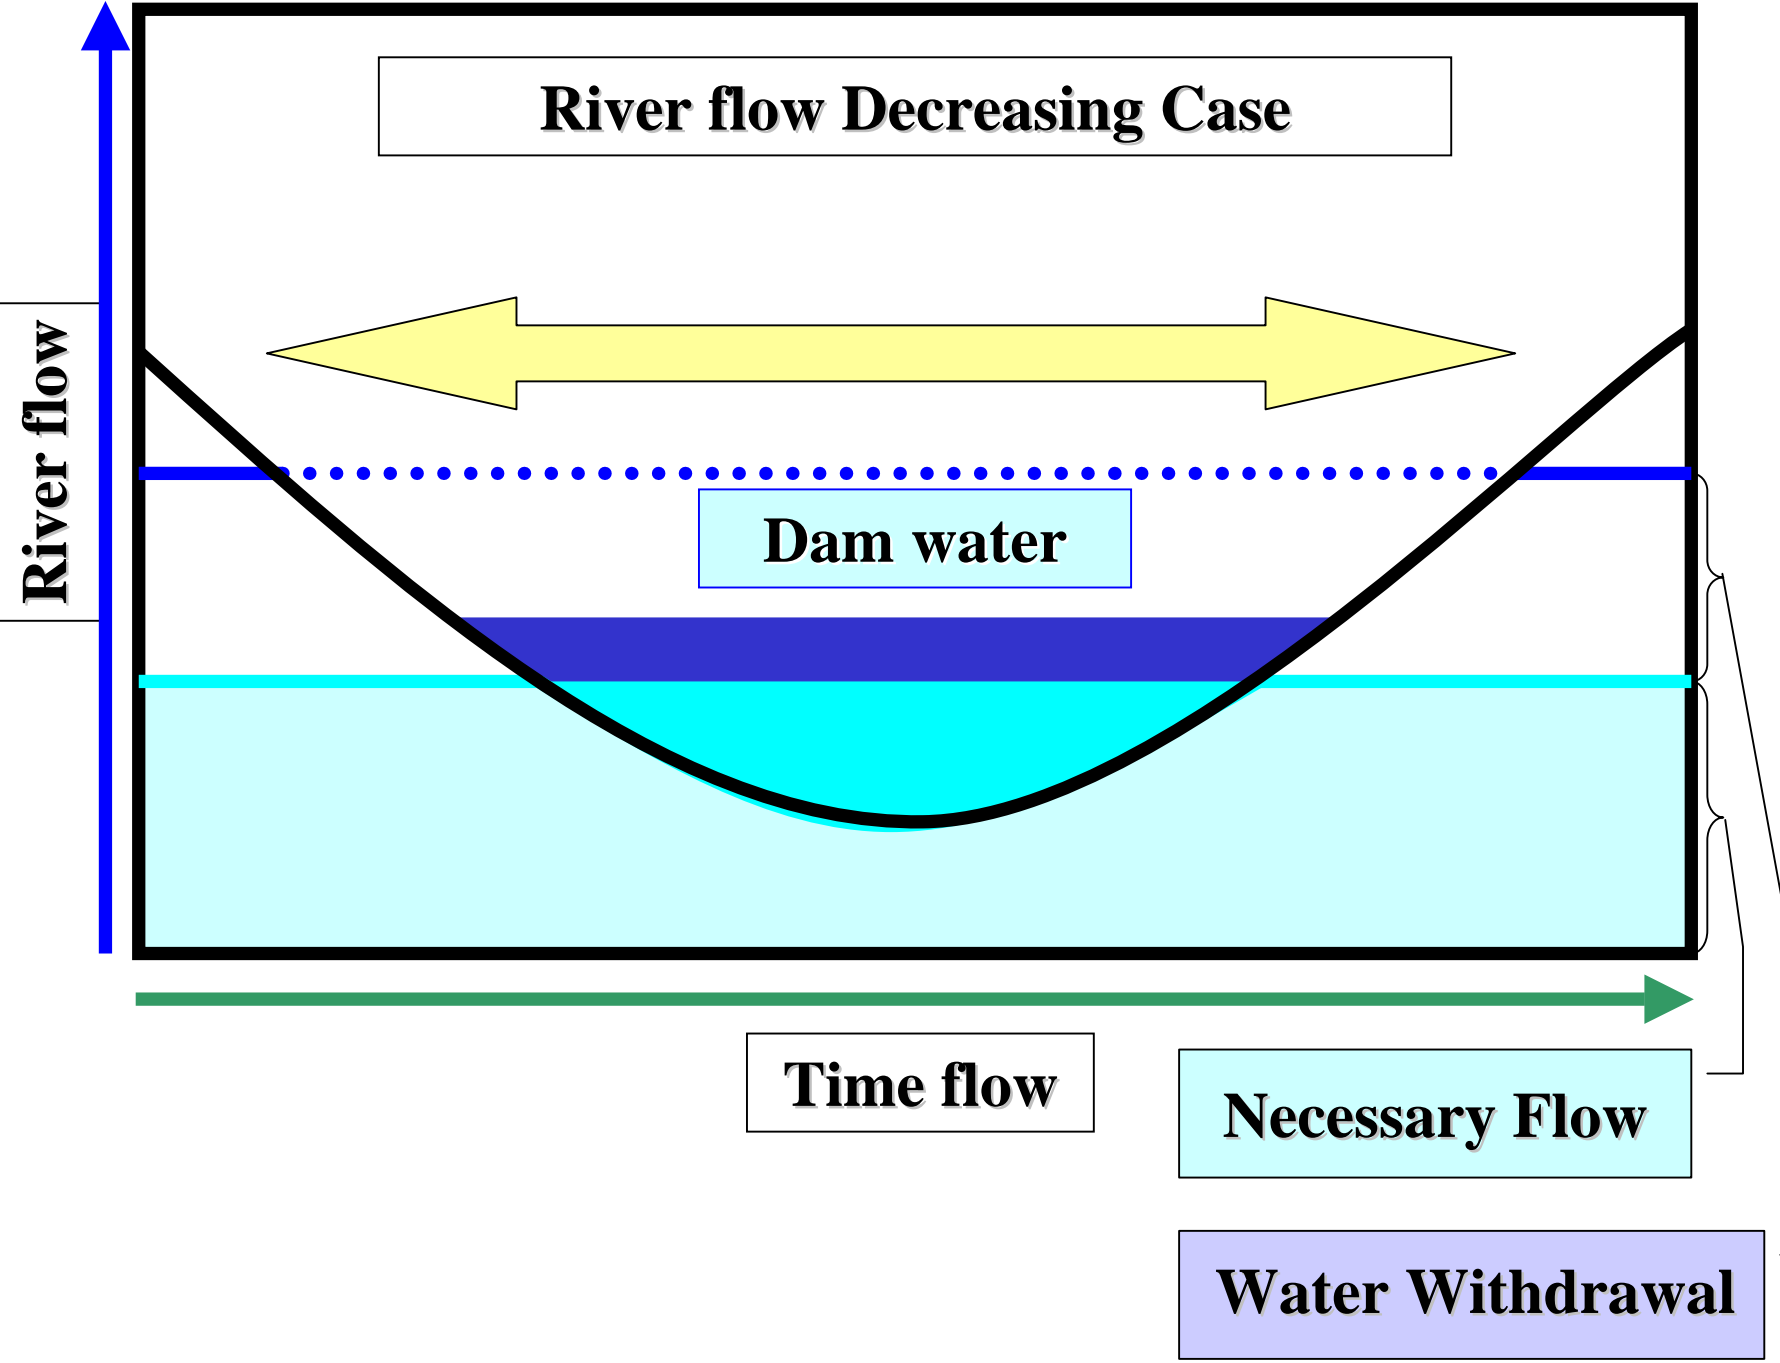 River flow Decreasing Case
River flow
Dam water
Time flow
Necessary Flow
Water Withdrawal